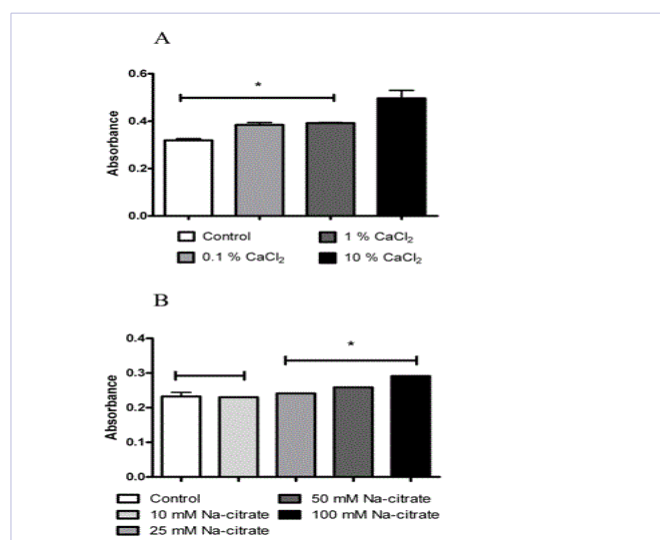 A
*
0.6
0.4
0.2
0.0
Absorbance
Control
1 % CaCl₂
0.1 % CaCl₂
10 % CaCl₂
B
*
0.4
0.3
0.2
0.1
0.0
Absorbance
Control
50 mM Na-citrate
10 mM Na-citrate
100 mM Na-citrate
25 mM Na-citrate